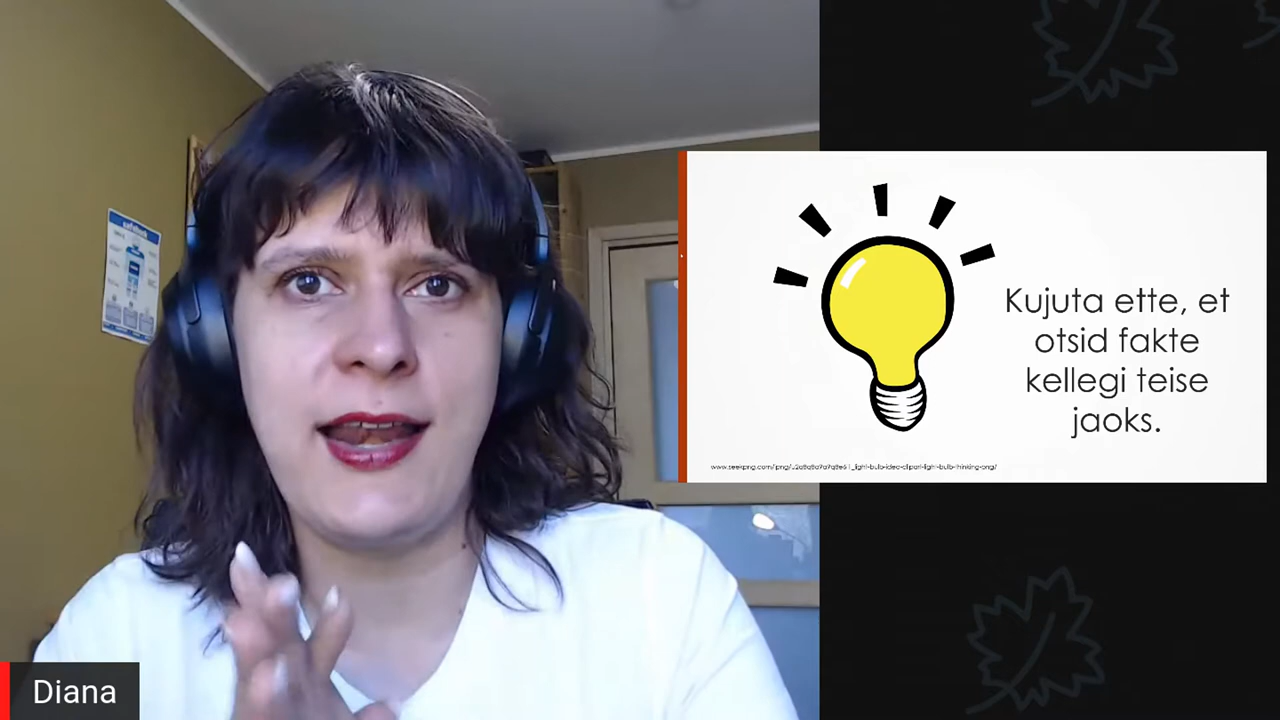 Kujuta ette, et
otsid fakte
kellegi teise
jaoks.
Diana